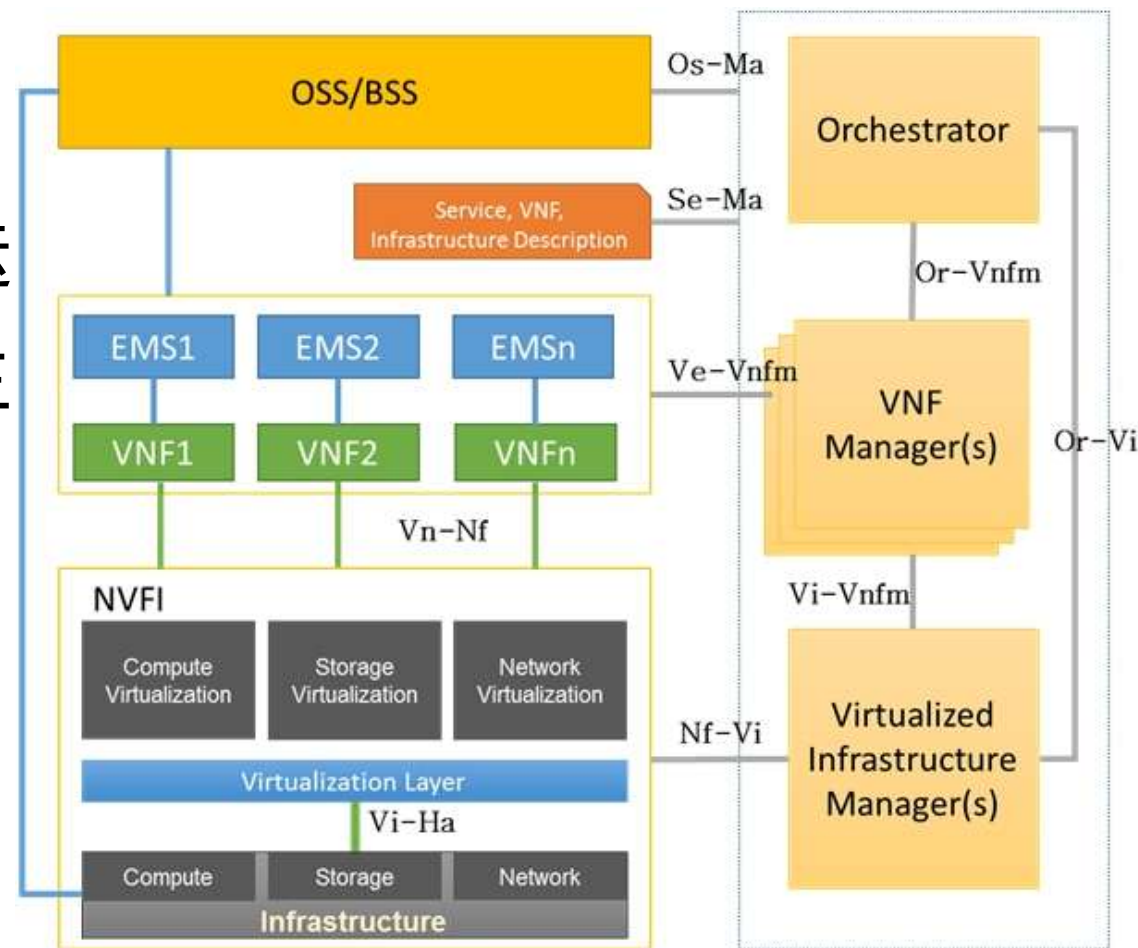 OSS/BSS
Os-Ma
Orchestrator
Service, VNF,
Infrastructure Description
Se-Ma
Or-Vnfm
EMS1
EMS2
EMSn
Ve-Vnfm
VNF
Manager(s)
Or-Vi
VNF1
VNF2
VNFn
Vn-Nf
NVFI
Vi-Vnfm
Compute
Virtualization
Storage
Virtualization
Network
Virtualization
Nf-Vi
Virtualized
Infrastructure
Manager(s)
Virtualization Layer
Vi-Ha
Compute
Storage
Network
Infrastructure